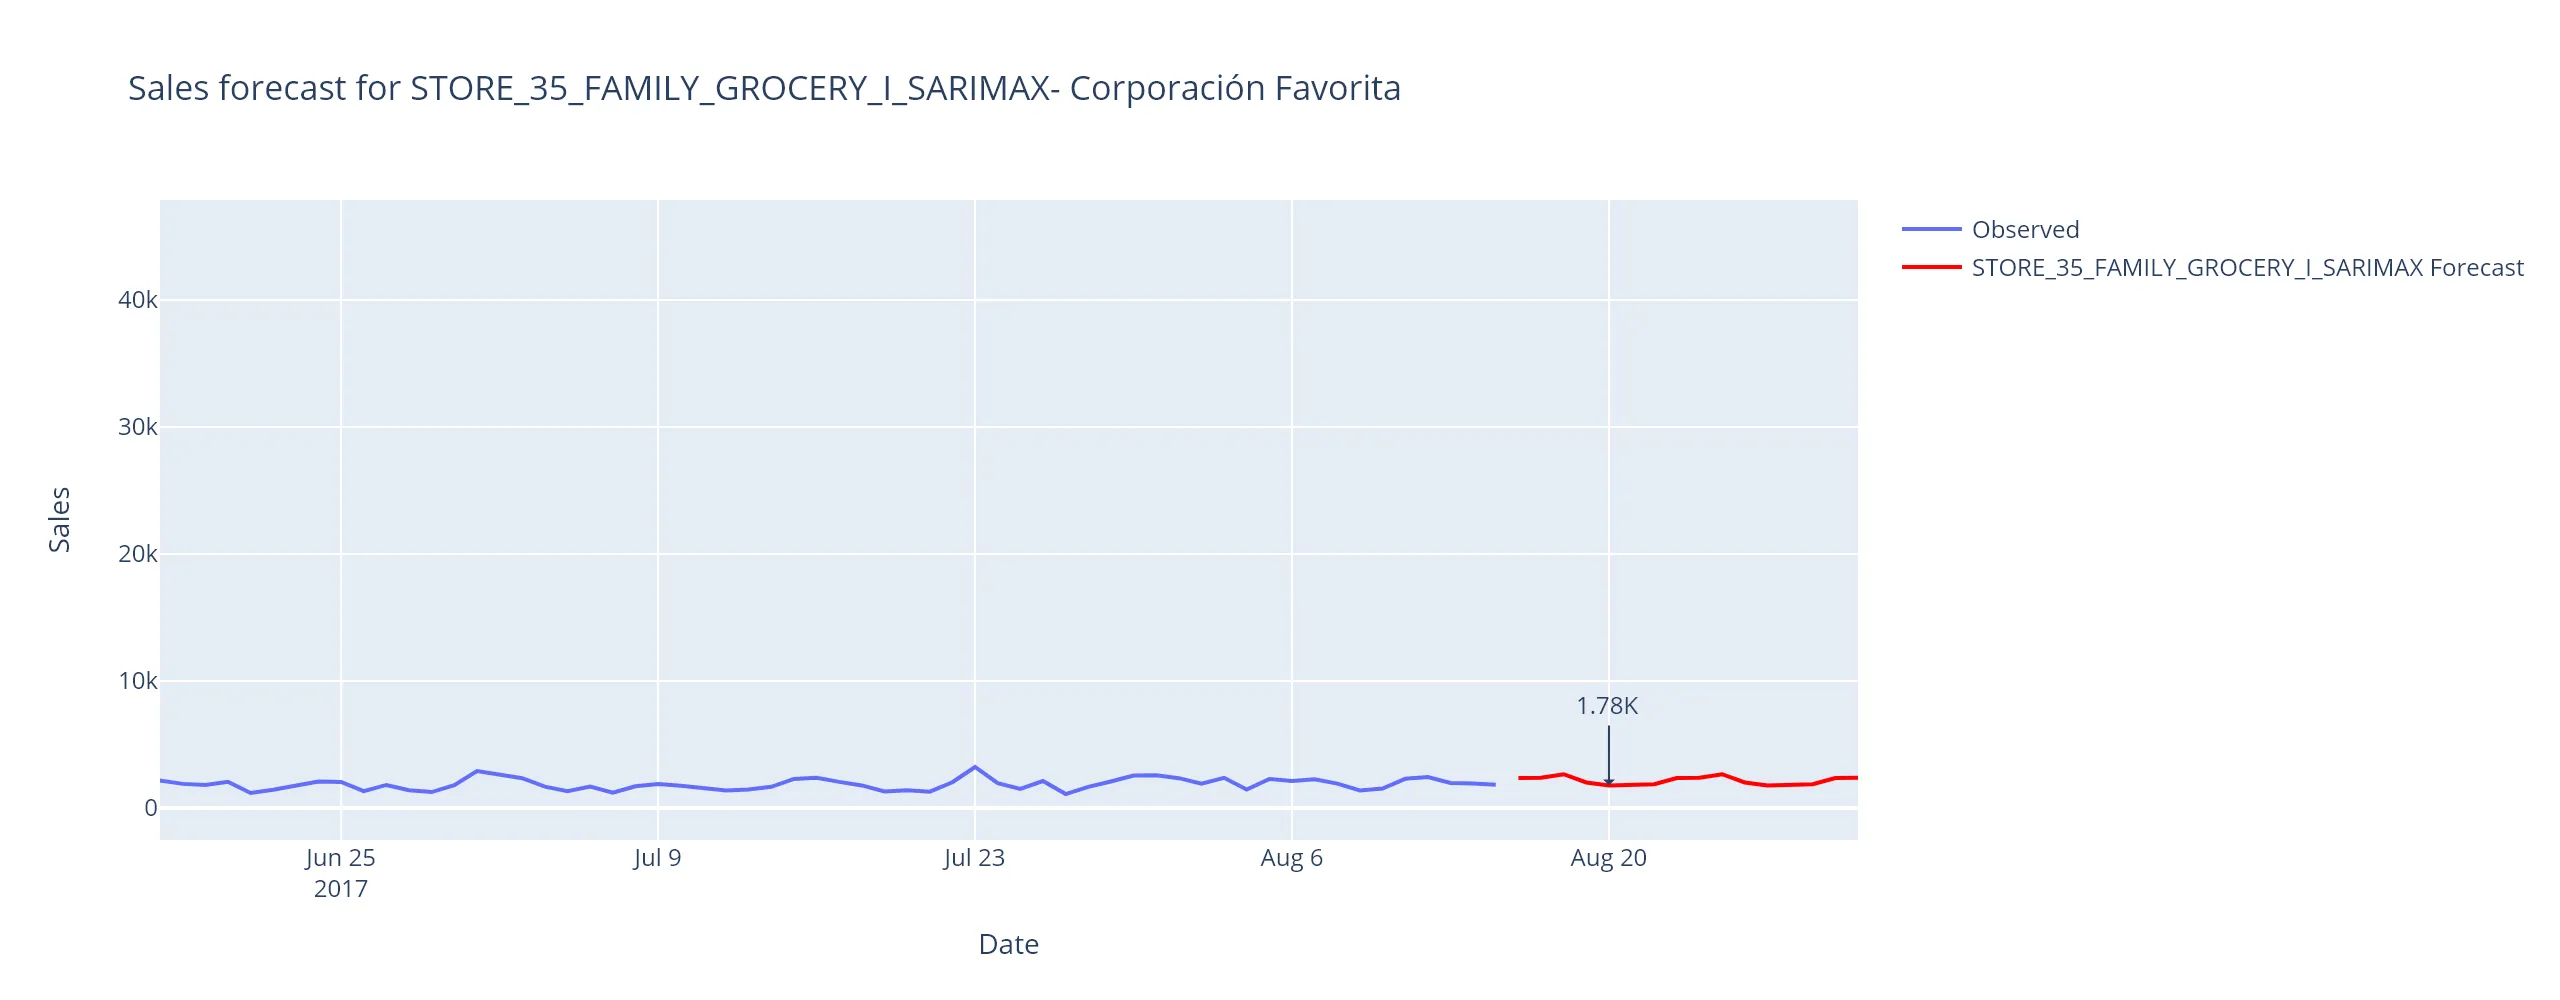 Sales forecast for STORE_35_FAMILY_GROCERY_I_SARIMAX- Corporación Favorita
Observed
STORE_35_FAMILY_GROCERY_I_SARIMAX Forecast
40k
30k
20k
10k
0
Sales
1.78K
Jun 25
2017
Jul 9
Jul 23
Aug 6
Aug 20
Date